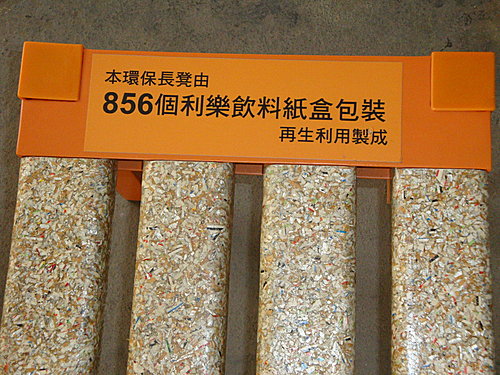 本環保長凳由
856個利樂飲料紙盒包裝
再生利用製成